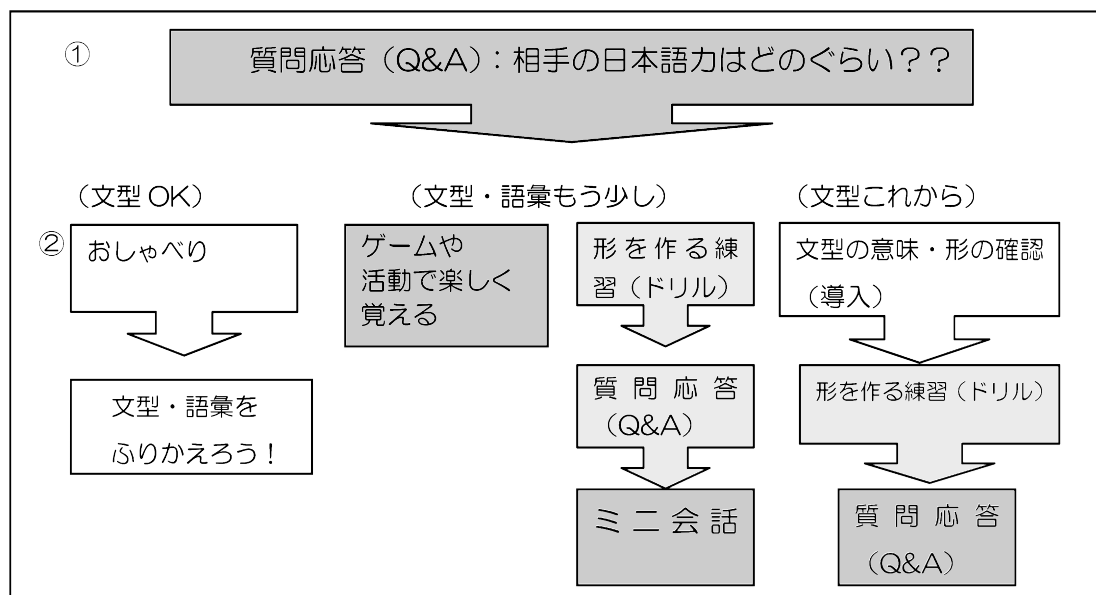 ①
質問応答（Q&A）：相手の日本語力はどのぐらい？？
（文型 OK）
（文型・語彙もう少し）
（文型これから）
②
おしゃべり
文型・語彙を
ふりかえろう！
ゲームや
活動で楽しく
覚える
形を作る練
習（ドリル）
質問応答
（Q&A）
ミニ会話
文型の意味・形の確認
（導入）
形を作る練習（ドリル）
質問応答
（Q&A）